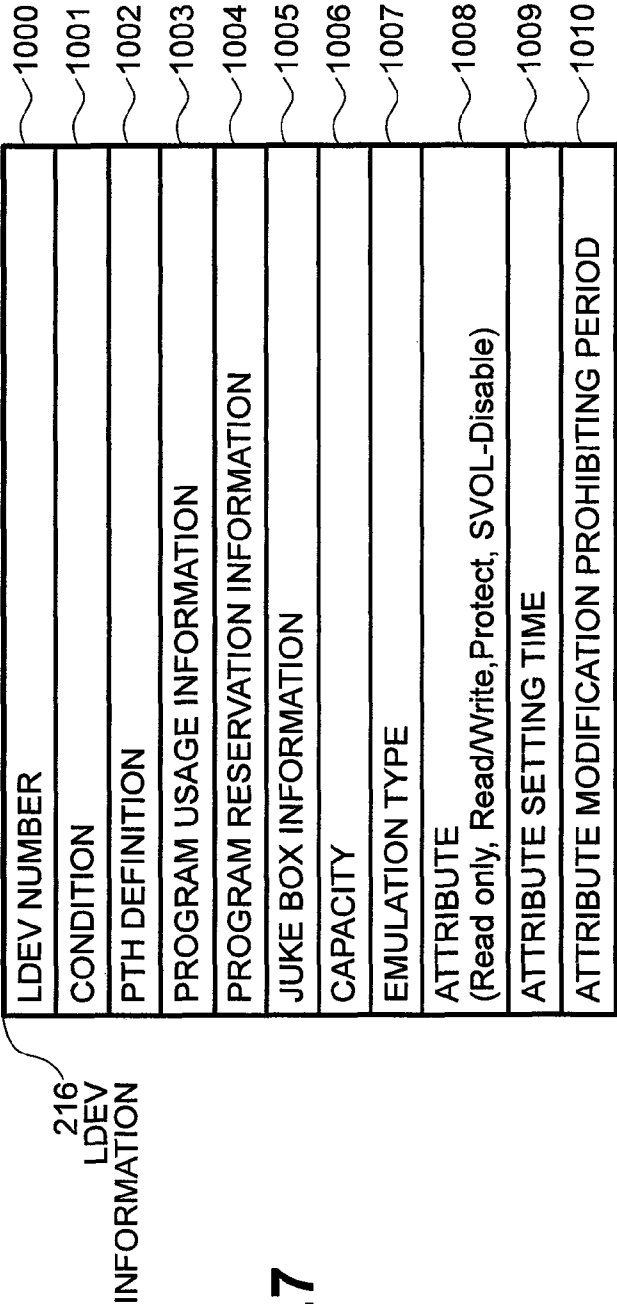 216
LDEV
INFORMATION
LDEV NUMBER 1000
CONDITION 1001
PTH DEFINITION 1002
PROGRAM USAGE INFORMATION 1003
PROGRAM RESERVATION INFORMATION 1004
JUKE BOX INFORMATION 1005
CAPACITY 1006
EMULATION TYPE 1007
ATTRIBUTE
(Read only, Read/Write,Protect, SVOL-Disable) 1008
ATTRIBUTE SETTING TIME 1009
ATTRIBUTE MODIFICATION PROHIBITING PERIOD 1010
.7